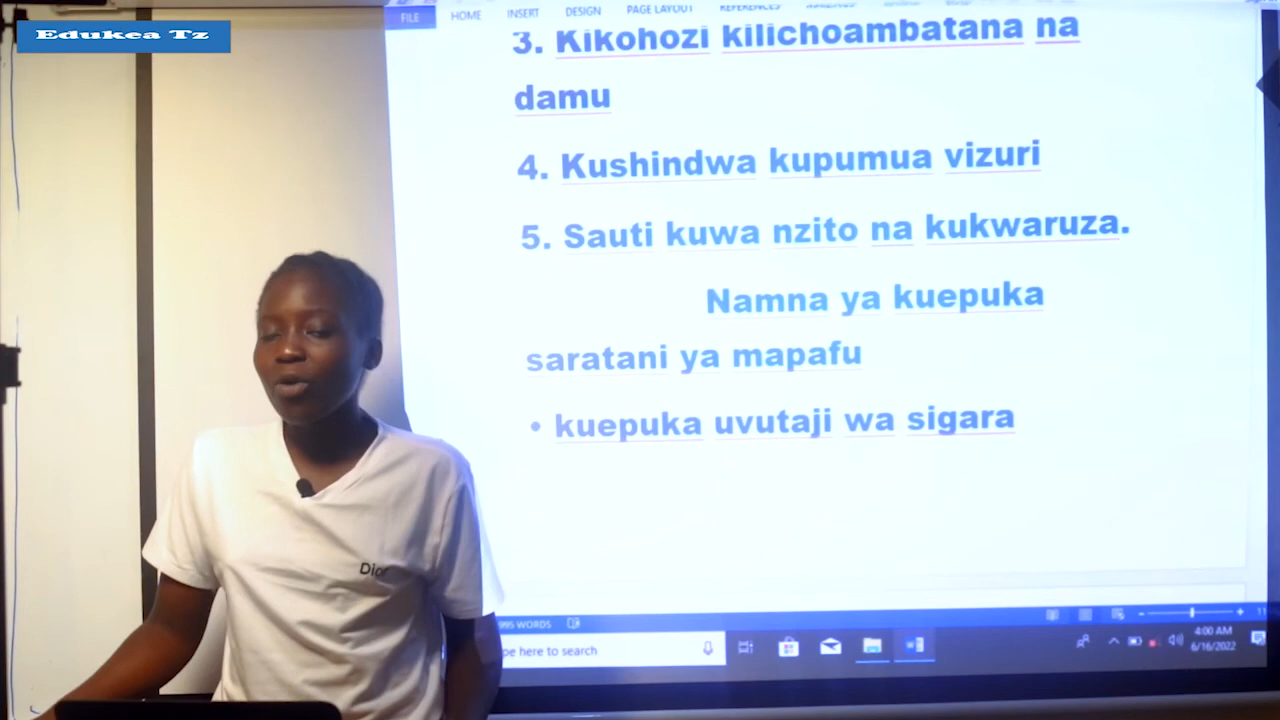 Edukea Tz
FILE HOME INSERT DESIGN PAGE LAYOUT REFERENCES
3. Kikohozi kilichoambatana na
damu
4. Kushindwa kupumua vizuri
5. Sauti kuwa nzito na kukwaruza.
Namna ya kuepuka
saratani ya mapafu
• kuepuka uvutaji wa sigara
Dior
995 WORDS
pe here to search
4:00 AM
6/16/2022